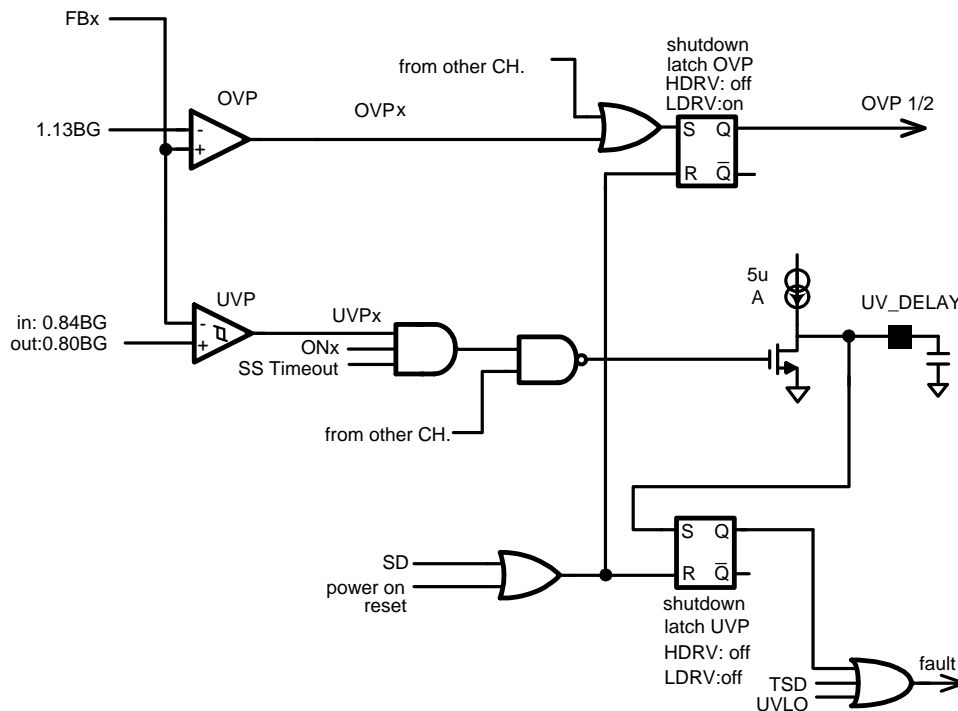 FBx
from other CH.
shutdown
latch OVP
HDRV: off
LDRV:on
OVP
OVPx
OVP 1/2
1.13BG
-
+
S Q
R Q̅
5u
A
UV_DELAY
UVP
UVPx
in: 0.84BG
out:0.80BG
-
+
ONx
SS Timeout
from other CH.
SD
power on
reset
S Q
R Q̅
shutdown
latch UVP
HDRV: off
LDRV:off
fault
TSD
UVLO